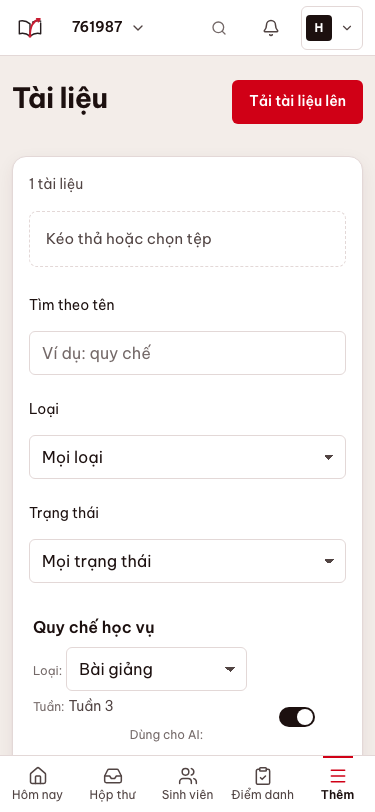 761987
H
Tài liệu
Tải tài liệu lên
1 tài liệu
Kéo thả hoặc chọn tệp
Tìm theo tên
Ví dụ: quy chế
Loại
Mọi loại
Trạng thái
Mọi trạng thái
Quy chế học vụ
Loại: Bài giảng
Tuần: Tuần 3
Dùng cho AI:
Hôm nay
Hộp thư
Sinh viên
Điểm danh
Thêm